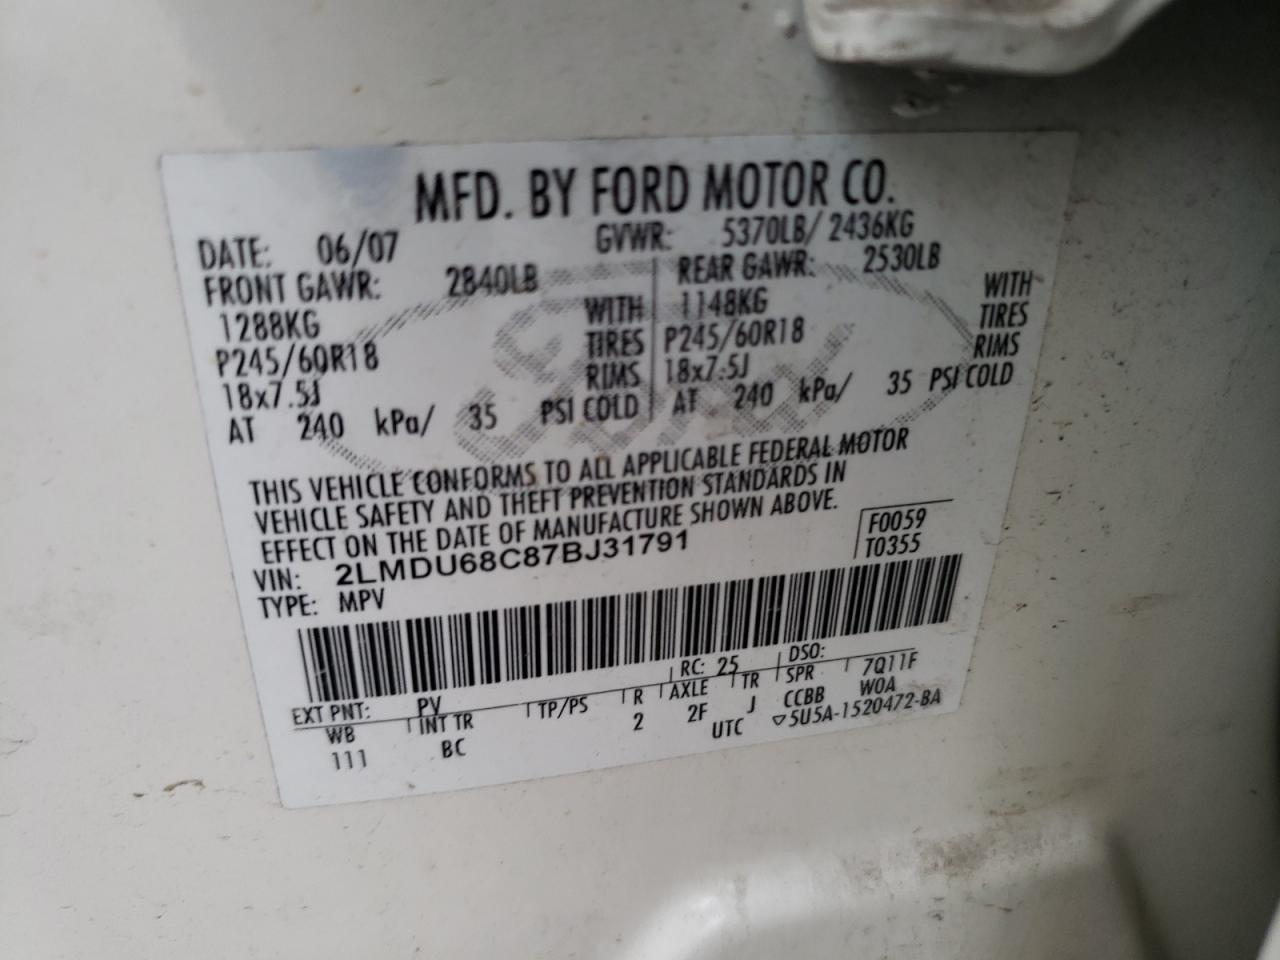 MFD. BY FORD MOTOR CO.
DATE: 06/07 GVWR: 5370LB/ 2436KG
FRONT GAWR: 2840LB REAR GAWR: 2530LB
1288KG WITH 1148KG WITH
P245/60R18 TIRES P245/60R18 TIRES
18x7.5J RIMS 18x7.5J RIMS
AT 240 kPa/ 35 PSI COLD AT 240 kPa/ 35 PSI COLD
THIS VEHICLE CONFORMS TO ALL APPLICABLE FEDERAL MOTOR
VEHICLE SAFETY AND THEFT PREVENTION STANDARDS IN
EFFECT ON THE DATE OF MANUFACTURE SHOWN ABOVE.
F0059
T0355
VIN: 2LMDU68C87BJ31791
TYPE: MPV
EXT PNT: PV RC: 25 DSO:
WB INT TR TP/PS R AXLE TR SPR 7Q11F
111 BC 2 2F J CCBB W0A
UTC ▽5U5A-1520472-BA